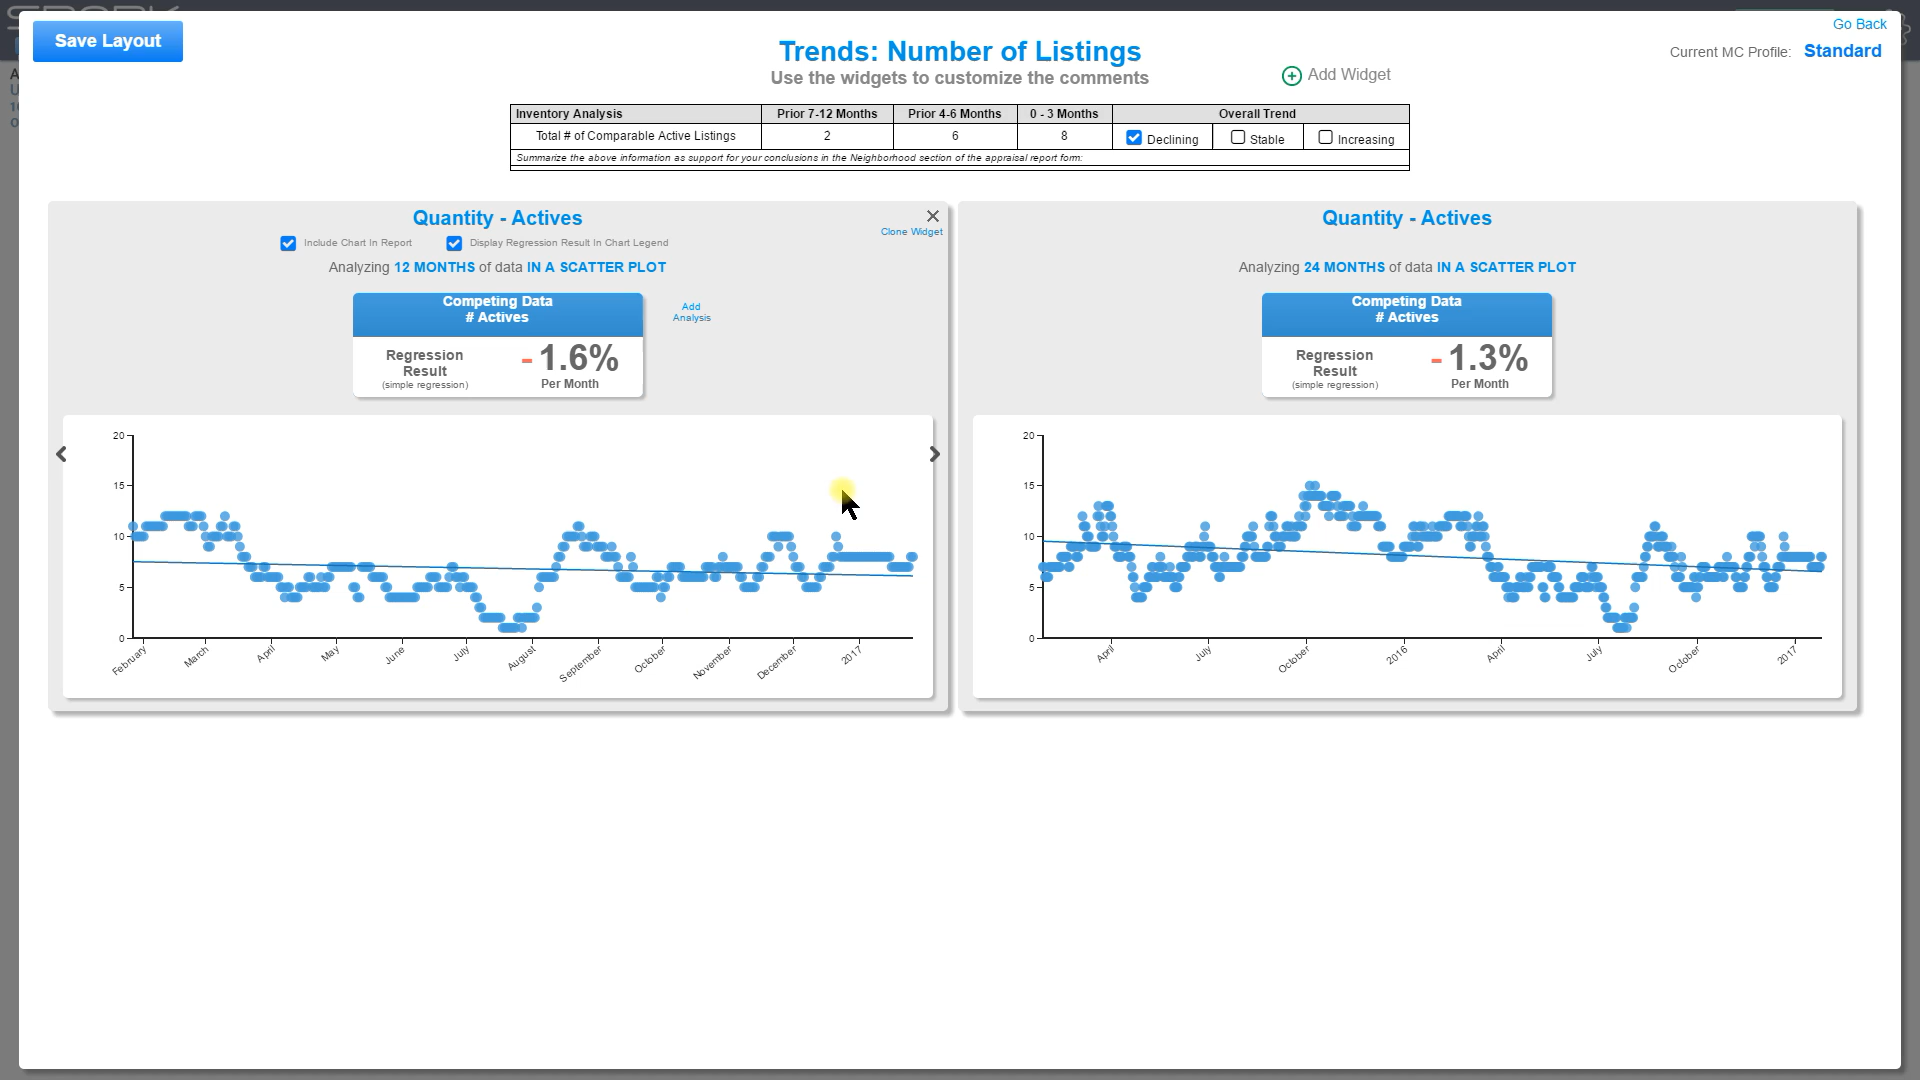 Save Layout
Go Back
Trends: Number of Listings
Current MC Profile: Standard
Use the widgets to customize the comments
Add Widget
Inventory Analysis Prior 7-12 Months Prior 4-6 Months 0 - 3 Months Overall Trend
Total # of Comparable Active Listings 2 6 8 Declining Stable Increasing
Summarize the above information as support for your conclusions in the Neighborhood section of the appraisal report form:
Quantity - Actives
Clone Widget
Include Chart In Report Display Regression Result In Chart Legend
Analyzing 12 MONTHS of data IN A SCATTER PLOT
Competing Data
# Actives
Add
Analysis
Regression
Result
(simple regression)
- 1.6%
Per Month
20
15
10
5
0
February March April May June July August September October November December 2017
Quantity - Actives
Analyzing 24 MONTHS of data IN A SCATTER PLOT
Competing Data
# Actives
Regression
Result
(simple regression)
- 1.3%
Per Month
20
15
10
5
0
April July October 2016 April July October 2017